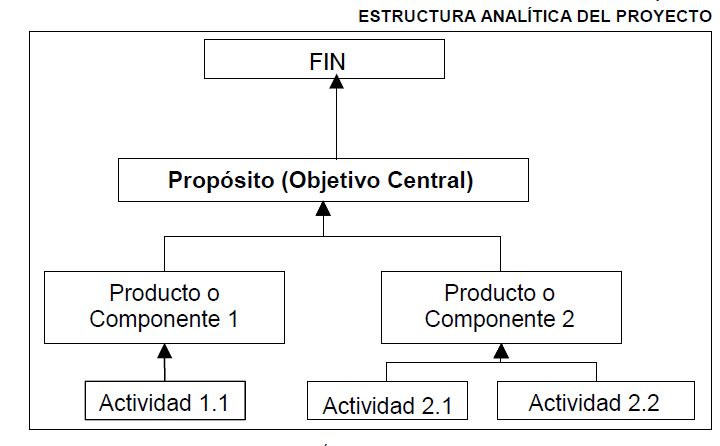 ESTRUCTURA ANALÍTICA DEL PROYECTO
FIN
Propósito (Objetivo Central)
Producto o
Componente 1
Producto o
Componente 2
Actividad 1.1
Actividad 2.1
Actividad 2.2